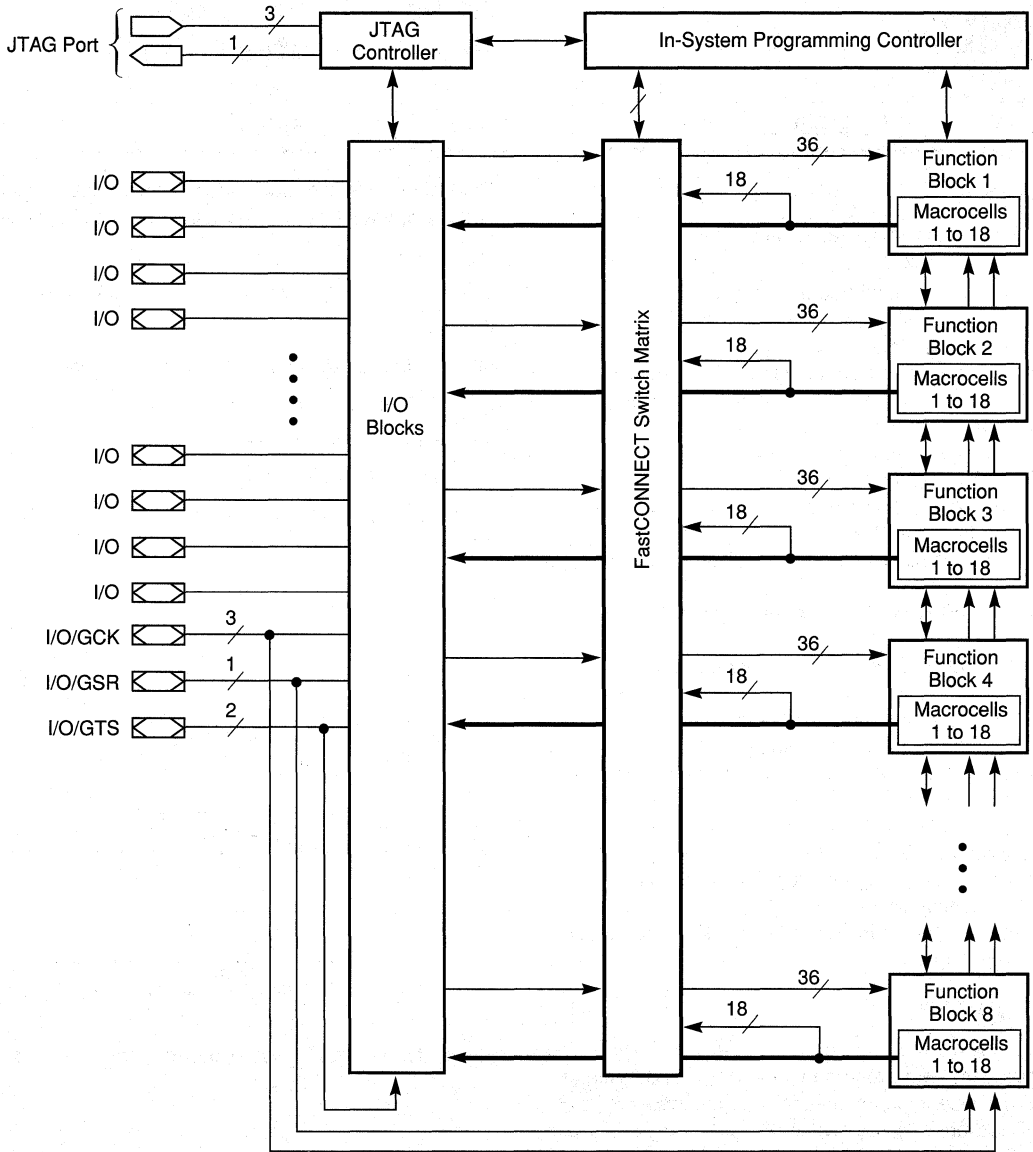 JTAG Port
3
1
JTAG
Controller
In-System Programming Controller
I/O
I/O
I/O
I/O
I/O
I/O
I/O
I/O
I/O/GCK
3
I/O/GSR
1
I/O/GTS
2
I/O
Blocks
FastCONNECT Switch Matrix
36
18
Function
Block 1
Macrocells
1 to 18
36
18
Function
Block 2
Macrocells
1 to 18
36
18
Function
Block 3
Macrocells
1 to 18
36
18
Function
Block 4
Macrocells
1 to 18
36
18
Function
Block 8
Macrocells
1 to 18